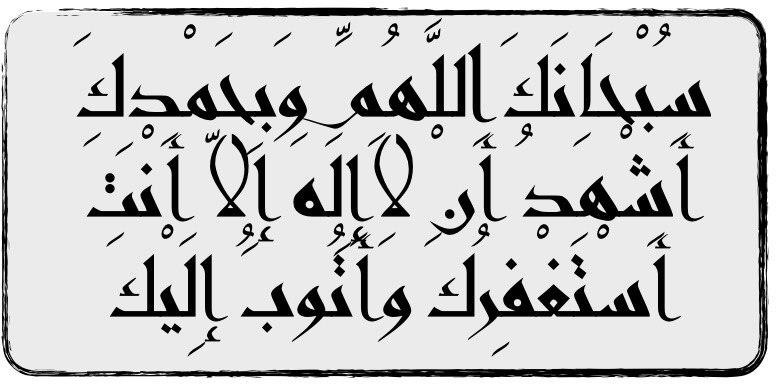 سُبْحَانَكَ اللَّهُمَّ وَبِحَمْدِكَ
أَشْهَدُ أَنْ لَا إِلَهَ إِلَّا أَنْتَ
أَسْتَغْفِرُكَ وَأَتُوبُ إِلَيْكَ